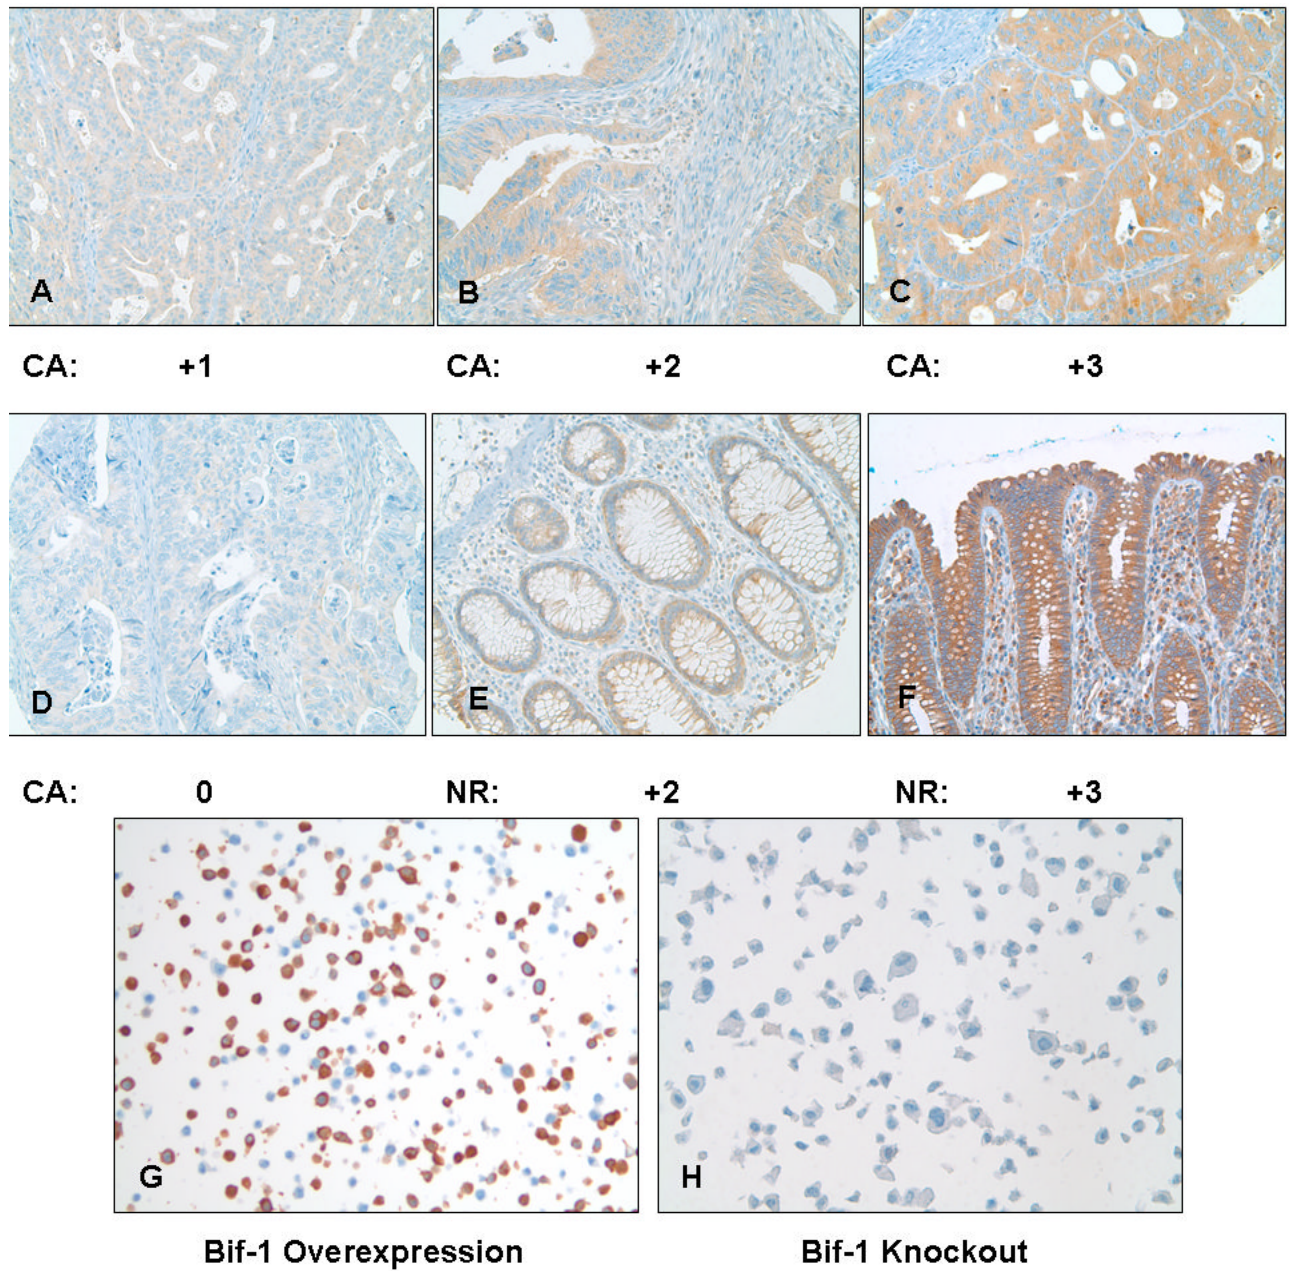 A B C
CA: +1 CA: +2 CA: +3
D E F
CA: 0 NR: +2 NR: +3
G H
Bif-1 Overexpression Bif-1 Knockout